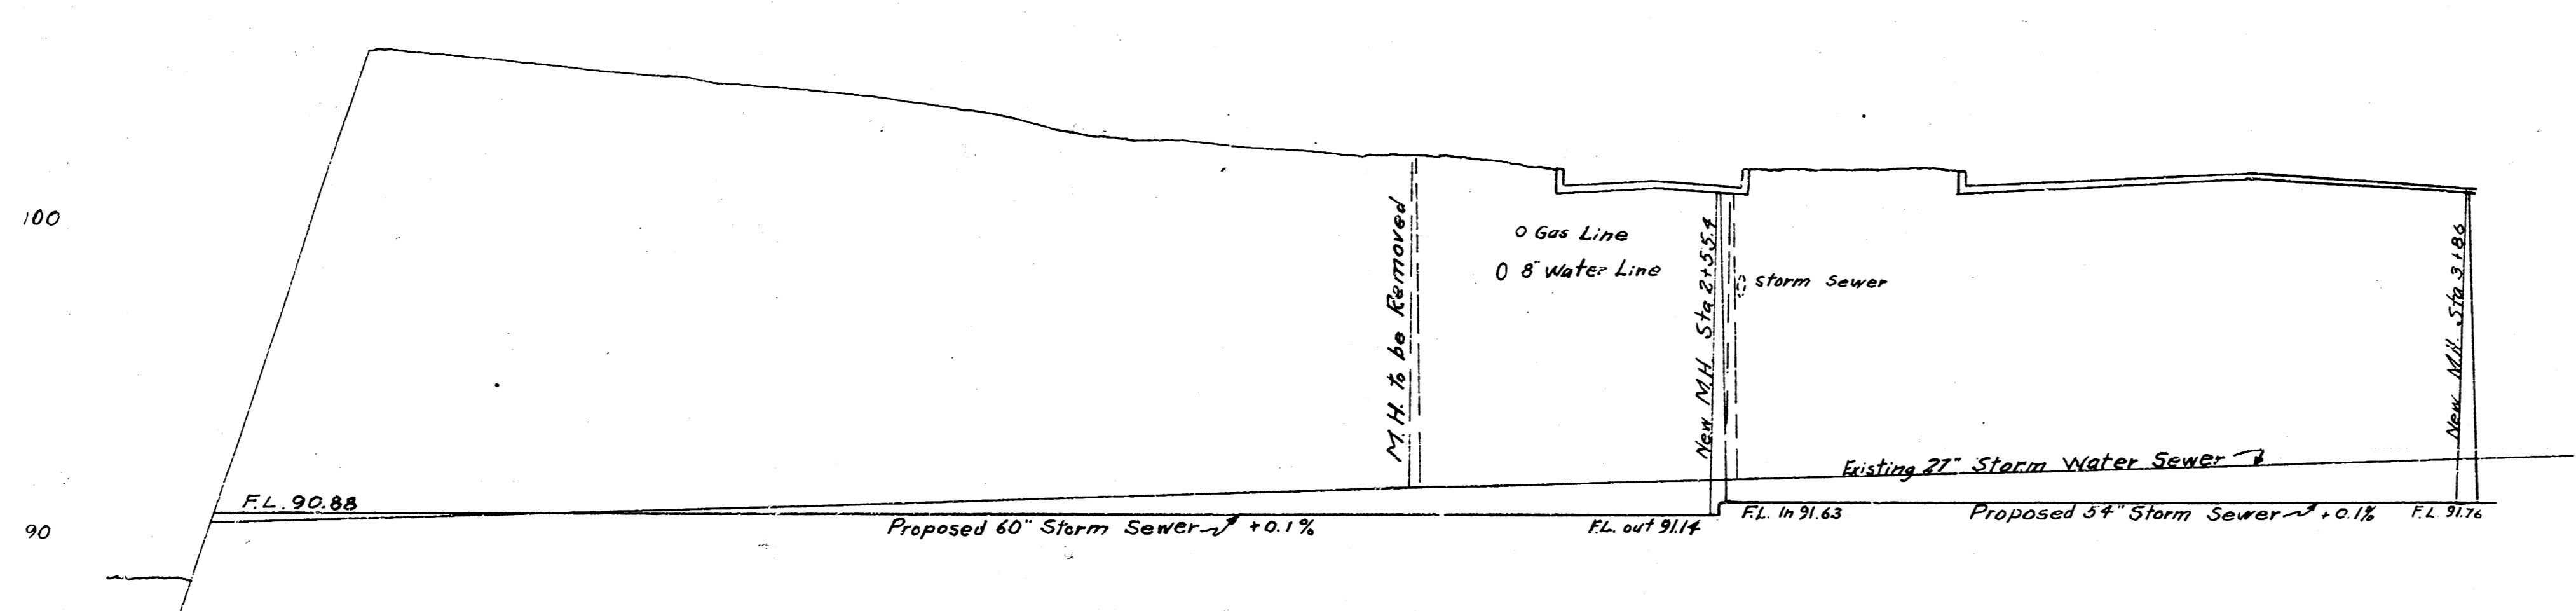 100
90
M.H. to be Removed
O Gas Line
O 8" Water Line
New M.H. Sta 2+55.4
Storm Sewer
New M.H. Sta 3+86
Existing 27" Storm Water Sewer
F.L. 90.88
Proposed 60" Storm Sewer +0.1%
F.L. out 91.14
F.L. In 91.63
Proposed 54" Storm Sewer +0.1%
F.L. 91.76